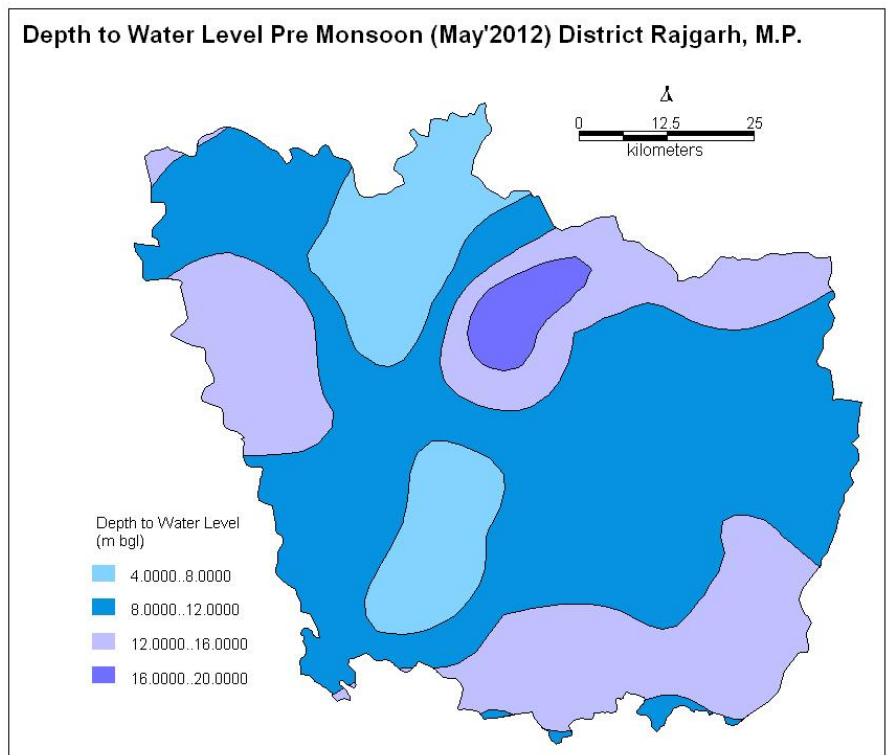 Depth to Water Level Pre Monsoon (May'2012) District Rajgarh, M.P.
0 12.5 25
kilometers
Depth to Water Level
(m bgl)
4.0000..8.0000
8.0000..12.0000
12.0000..16.0000
16.0000..20.0000